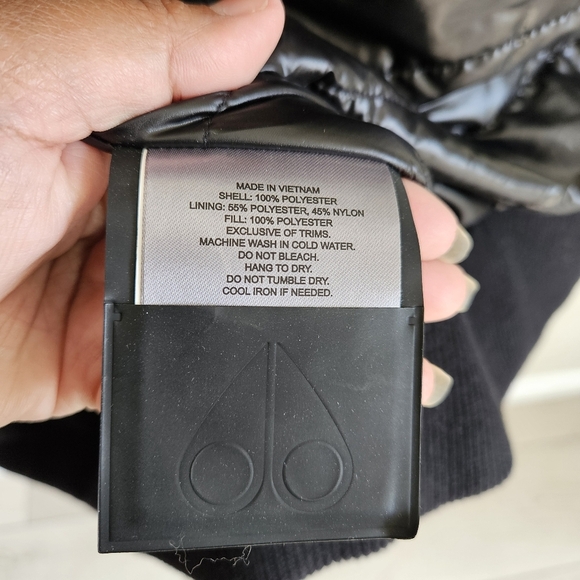 MADE IN VIETNAM
SHELL: 100% POLYESTER
LINING: 55% POLYESTER, 45% NYLON
FILL: 100% POLYESTER
EXCLUSIVE OF TRIMS.
MACHINE WASH IN COLD WATER.
DO NOT BLEACH.
HANG TO DRY.
DO NOT TUMBLE DRY.
COOL IRON IF NEEDED.